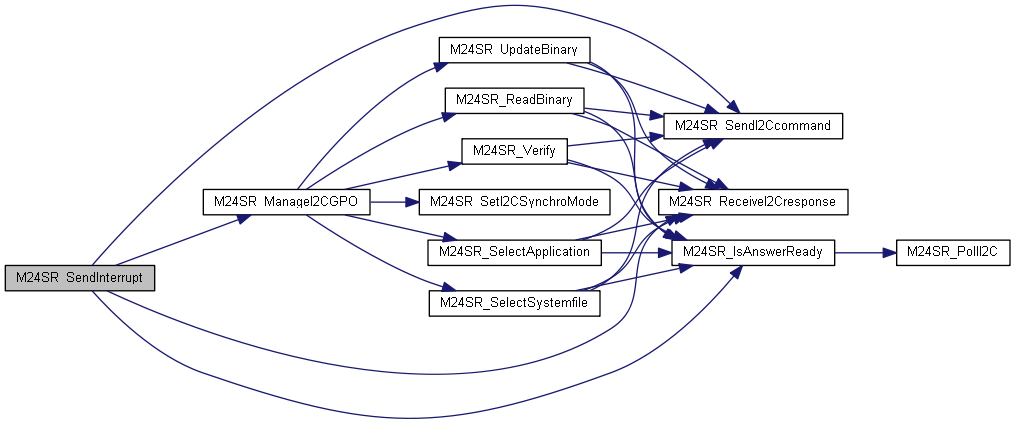 M24SR_UpdateBinary
M24SR_ReadBinary
M24SR_SendI2Ccommand
M24SR_Verify
M24SR_ManageI2CGPO
M24SR_SetI2CSynchroMode
M24SR_ReceiveI2Cresponse
M24SR_SelectApplication
M24SR_IsAnswerReady
M24SR_PollI2C
M24SR_SendInterrupt
M24SR_SelectSystemfile